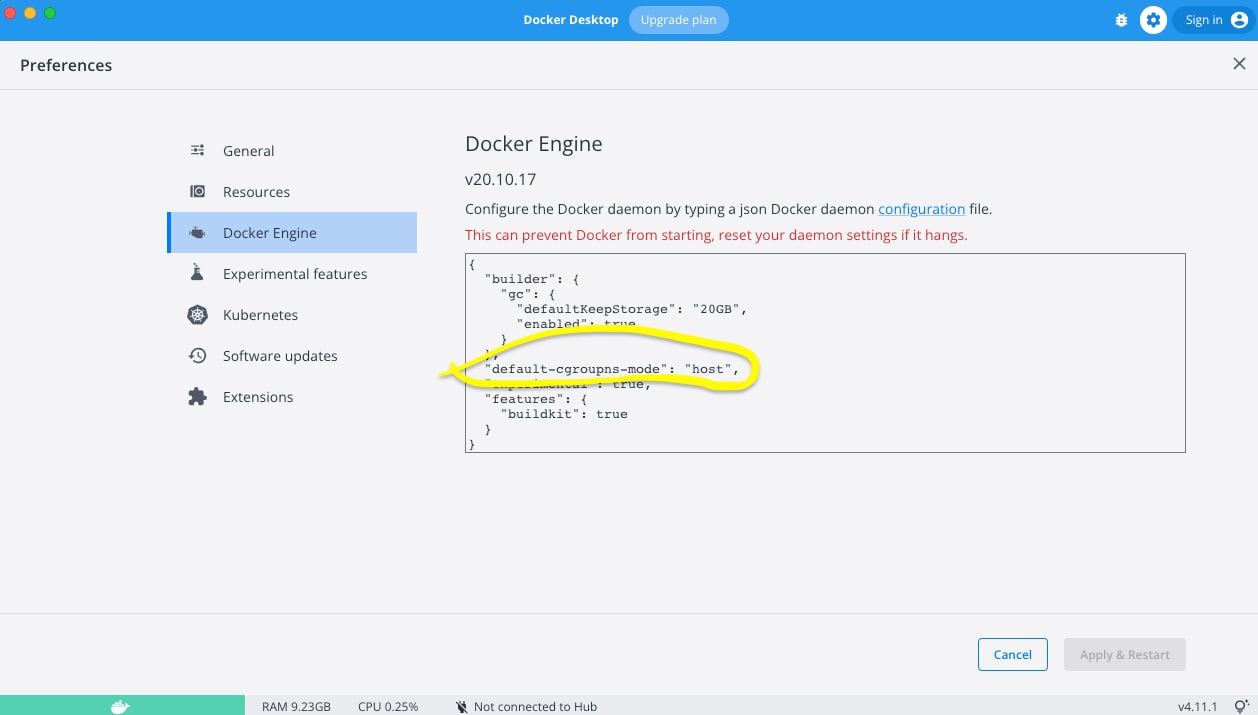 Docker Desktop
Upgrade plan
Sign in
Preferences
General
Resources
Docker Engine
Experimental features
Kubernetes
Software updates
Extensions
Docker Engine
v20.10.17
Configure the Docker daemon by typing a json Docker daemon configuration file.
This can prevent Docker from starting, reset your daemon settings if it hangs.
{
"builder": {
"gc": {
"defaultKeepStorage": "20GB",
"enabled": true
}
},
"default-cgroupns-mode": "host",
"experimental": true,
"features": {
"buildkit": true
}
}
Cancel
Apply & Restart
RAM 9.23GB
CPU 0.25%
Not connected to Hub
v4.11.1